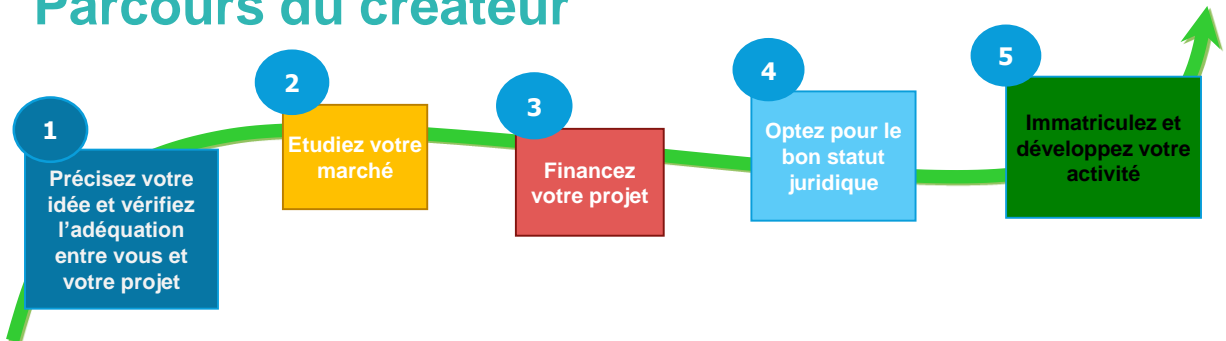 Parcours du créateur
1
Précisez votre
idée et vérifiez
l'adéquation
entre vous et
votre projet
2
Etudiez votre
marché
3
Financez
votre projet
4
Optez pour le
bon statut
juridique
5
Immatriculez et
développez votre
activité